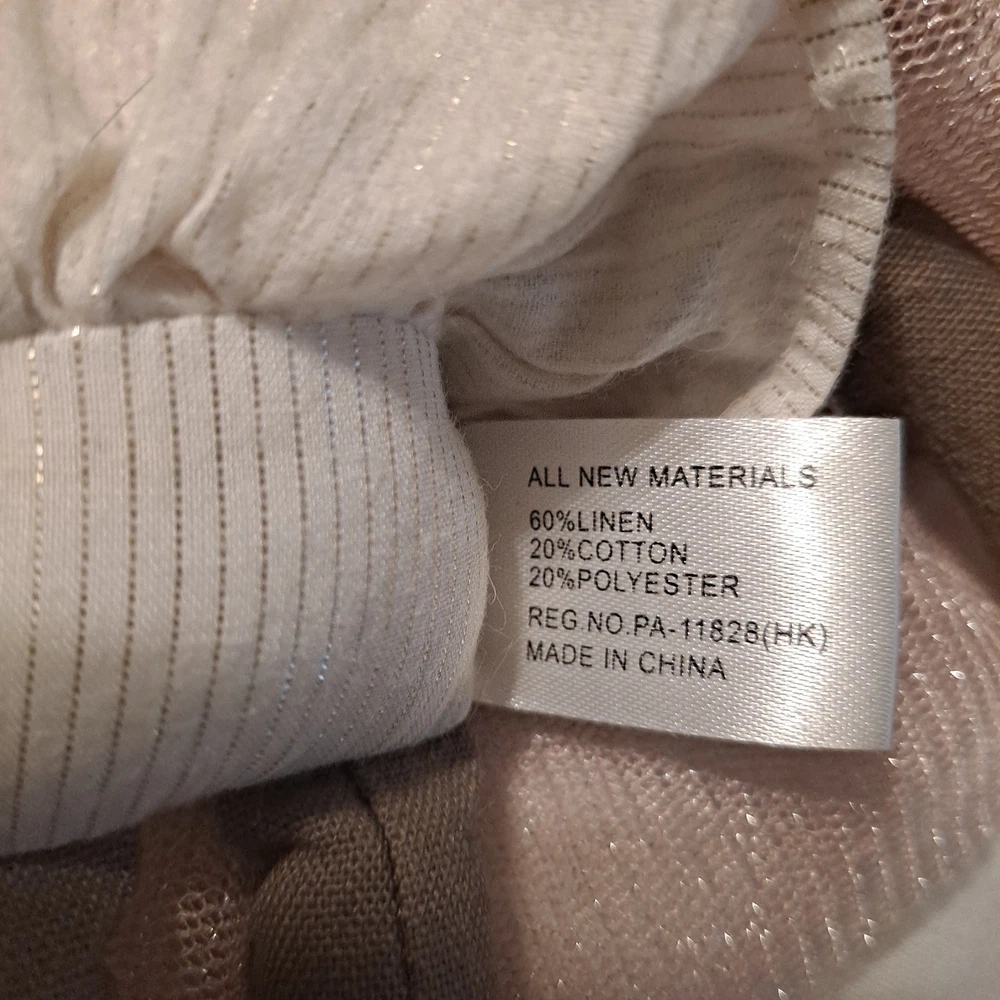 ALL NEW MATERIALS
60%LINEN
20%COTTON
20%POLYESTER
REG.NO.PA-11828(HK)
MADE IN CHINA